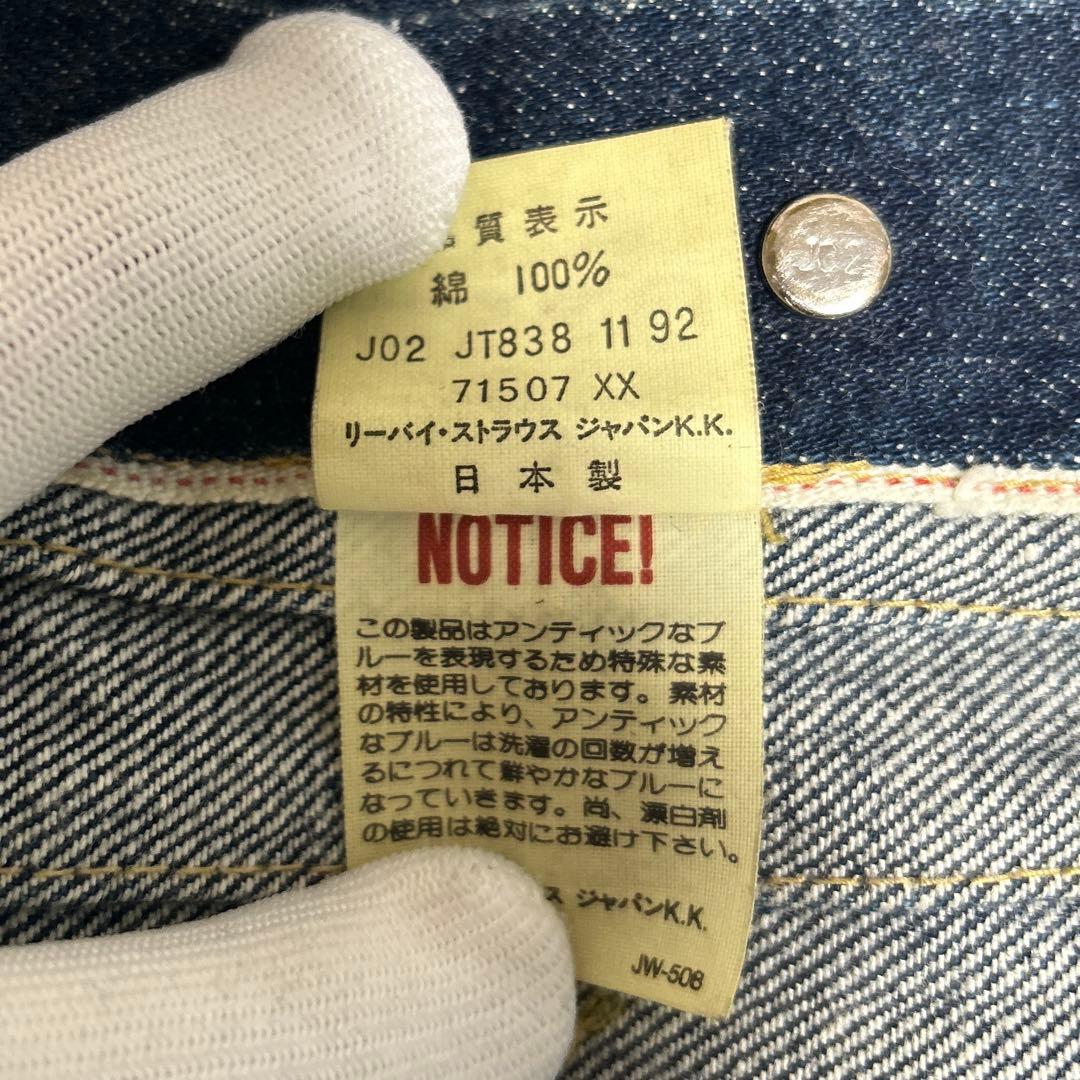 質表示
綿 100%
J02 JT838 11 92
71507 XX
リーバイ・ストラウス ジャパンK.K.
日本製
NOTICE!
この製品はアンティックなブ
ルーを表現するため特殊な素
材を使用しております。素材
の特性により、アンティック
なブルーは洗濯の回数が増え
るにつれて鮮やかなブルーに
なっていきます。尚、漂白剤
の使用は絶対にお避け下さい。
ス ジャパンK.K.
JW-508
J02